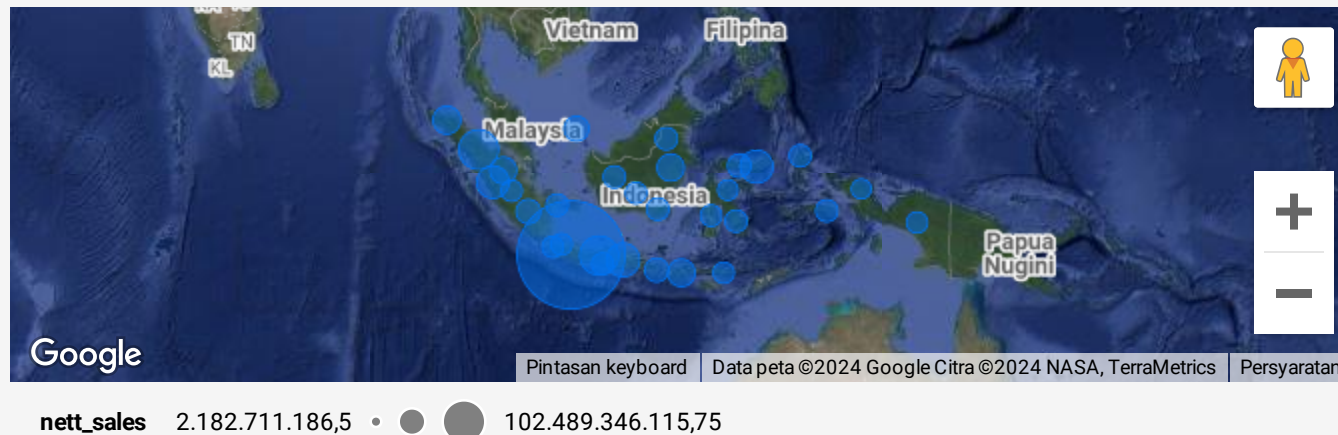 Vietnam
Filipina
TN
KL
Malaysia
Indonesia
Papua
Nugini
Google
Pintasan keyboard
Data peta ©2024 Google Citra ©2024 NASA, TerraMetrics
Persyaratan
nett_sales 2.182.711.186,5 102.489.346.115,75